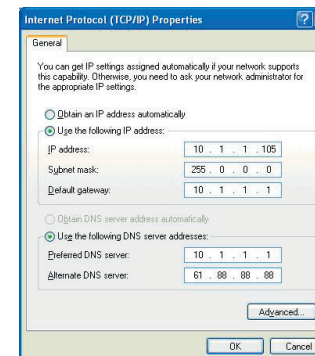 Internet Protocol (TCP/IP) Properties ?
General
You can get IP settings assigned automatically if your network supports
this capability. Otherwise, you need to ask your network administrator for
the appropriate IP settings.
Obtain an IP address automatically
Use the following IP address:
IP address: 10 . 1 . 1 . 105
Subnet mask: 255 . 0 . 0 . 0
Default gateway: 10 . 1 . 1 . 1
Obtain DNS server address automatically
Use the following DNS server addresses:
Preferred DNS server: 10 . 1 . 1 . 1
Alternate DNS server: 61 . 88 . 88 . 88
Advanced...
OK Cancel